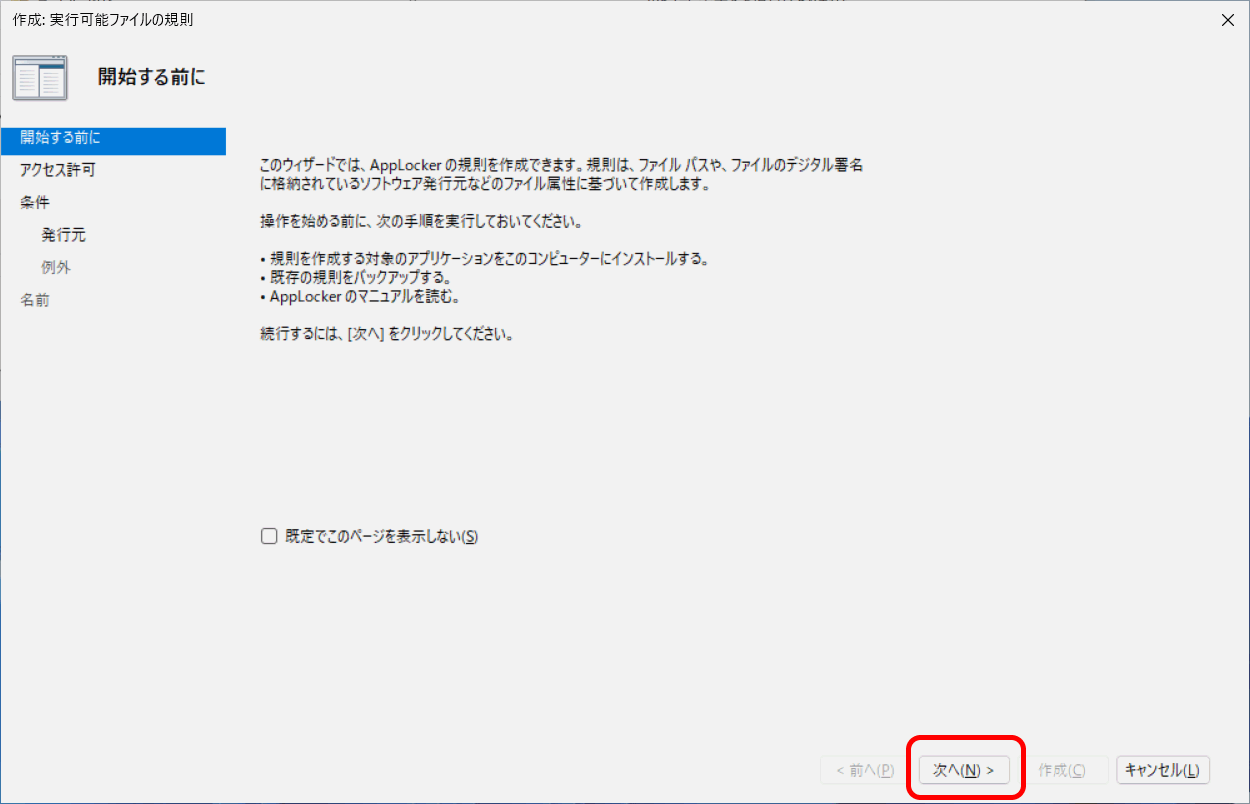 作成: 実行可能ファイルの規則
開始する前に
開始する前に
アクセス許可
条件
発行元
例外
名前
このウィザードでは、AppLocker の規則を作成できます。規則は、ファイル パスや、ファイルのデジタル署名
に格納されているソフトウェア発行元などのファイル属性に基づいて作成します。
操作を始める前に、次の手順を実行しておいてください。
• 規則を作成する対象のアプリケーションをこのコンピューターにインストールする。
• 既存の規則をバックアップする。
• AppLocker のマニュアルを読む。
続行するには、[次へ] をクリックしてください。
既定でこのページを表示しない(S)
< 前へ(P)
次へ(N) >
作成(C)
キャンセル(L)